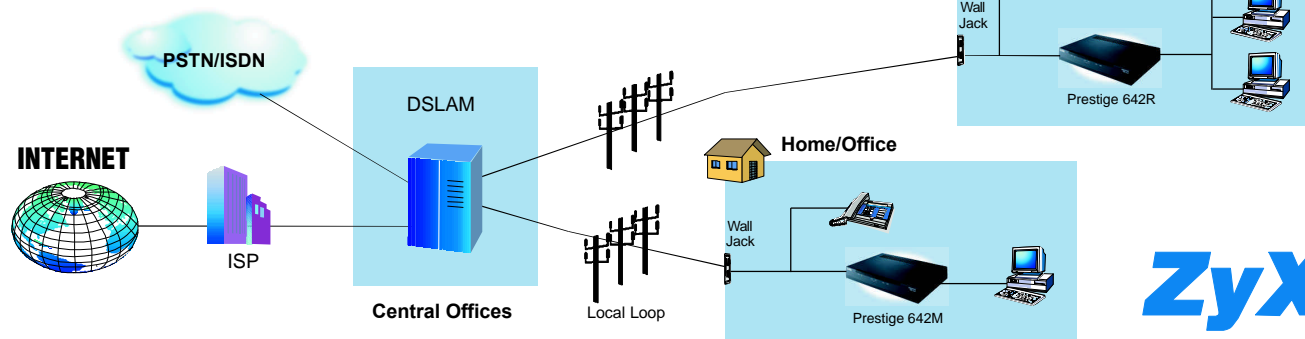 Wall
Jack
Prestige 642R
PSTN/ISDN
DSLAM
INTERNET
ISP
Central Offices
Local Loop
Home/Office
Wall
Jack
Prestige 642M
ZyX